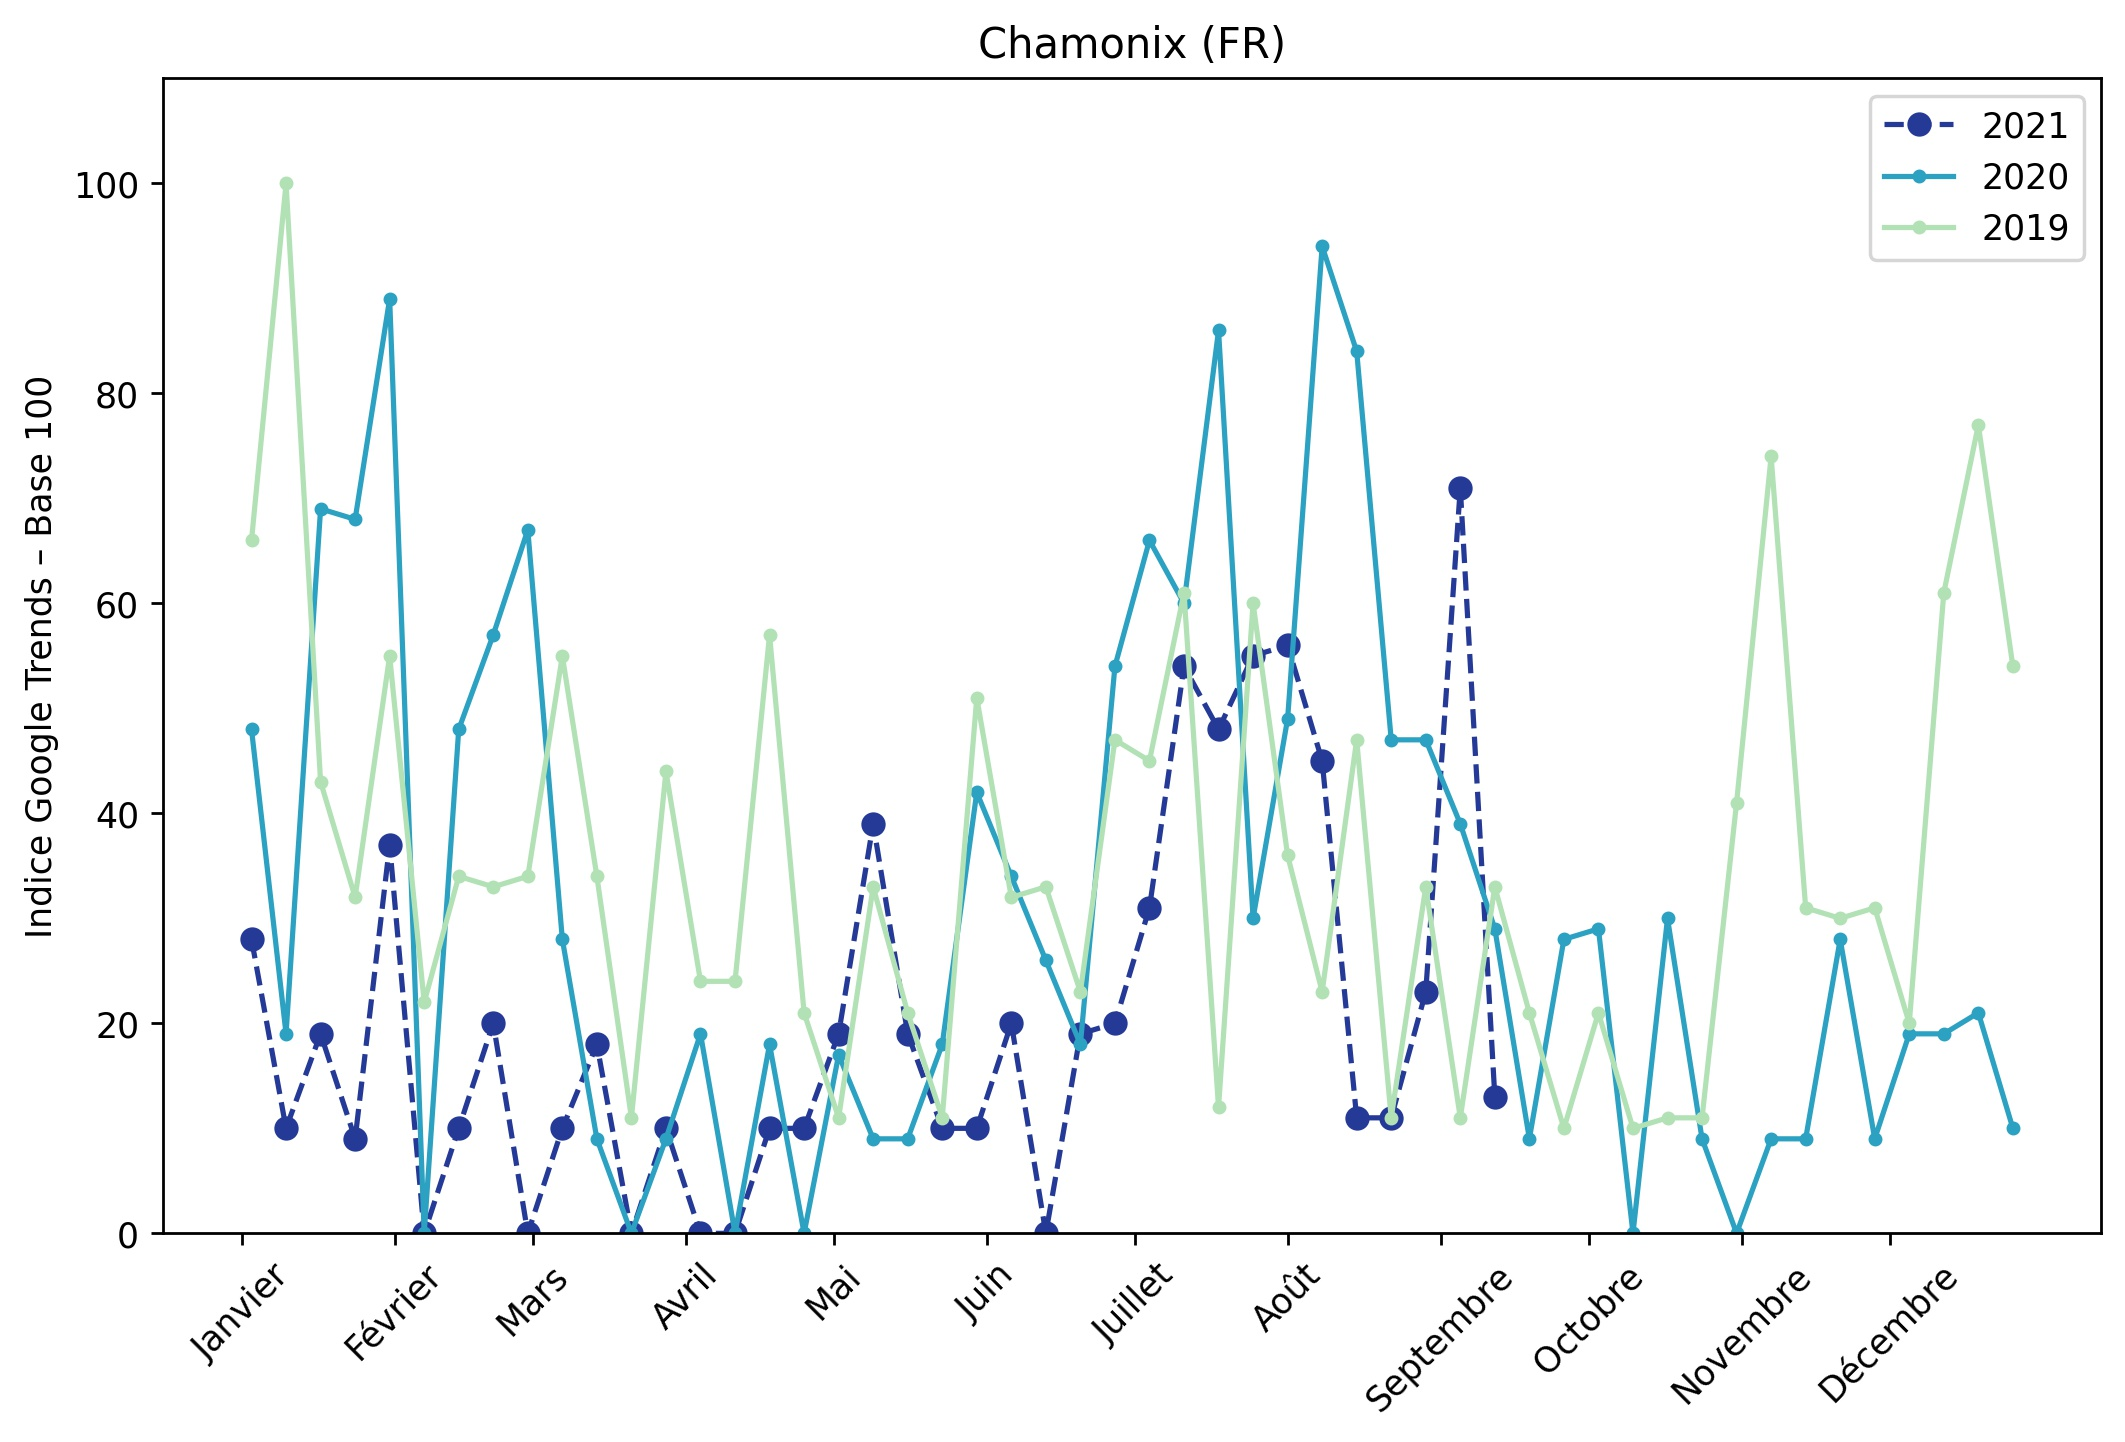 Chamonix (FR)
2021
2020
2019
Indice Google Trends – Base 100
100
80
60
40
20
0
Janvier
Février
Mars
Avril
Mai
Juin
Juillet
Août
Septembre
Octobre
Novembre
Décembre